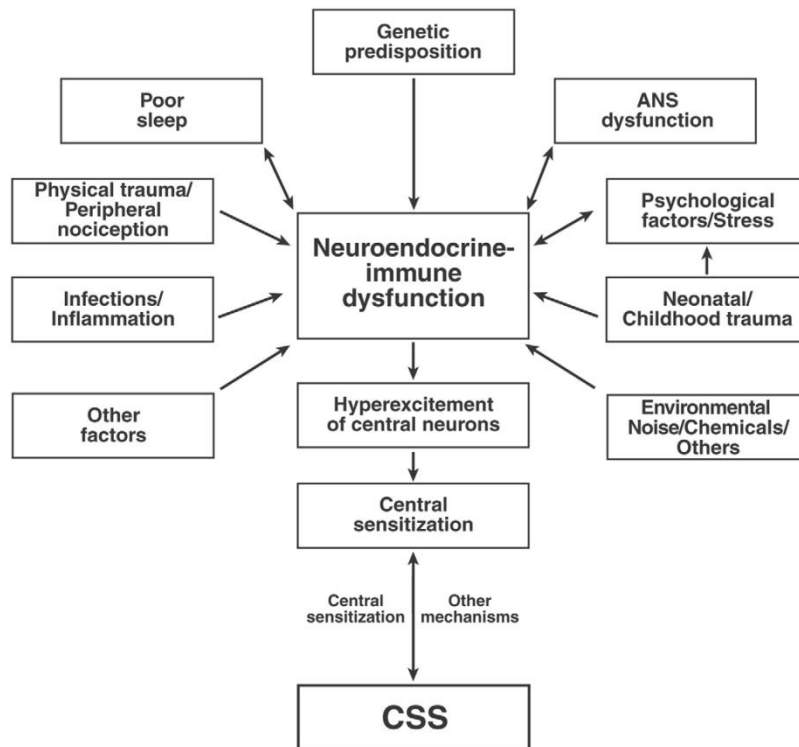 Genetic
predisposition
Poor
sleep
ANS
dysfunction
Physical trauma/
Peripheral
nociception
Psychological
factors/Stress
Neuroendocrine-
immune
dysfunction
Infections/
Inflammation
Neonatal/
Childhood trauma
Other
factors
Hyperexcitement
of central neurons
Environmental
Noise/Chemicals/
Others
Central
sensitization
Central
sensitization
Other
mechanisms
CSS